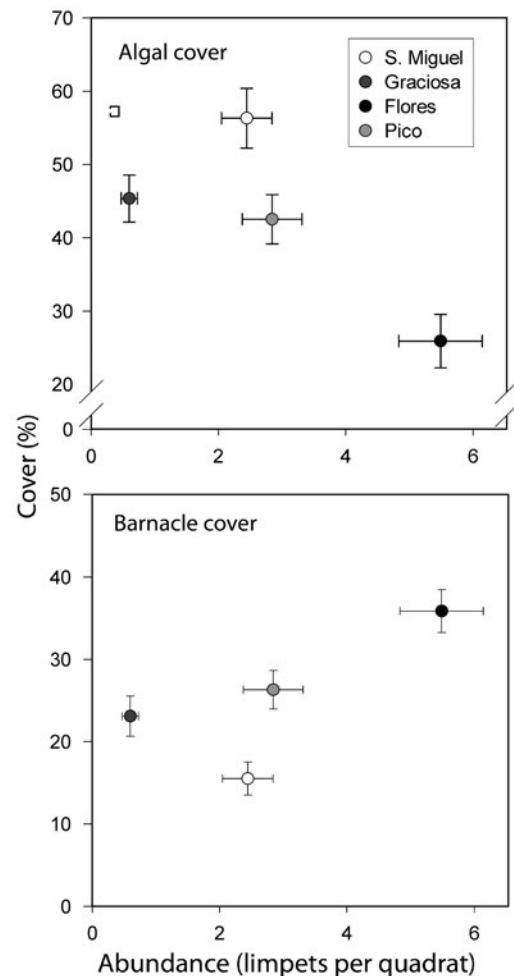 70
60
50
40
30
20
0
Algal cover
S. Miguel
Graciosa
Flores
Pico
0 2 4 6
Cover (%)
50
40
30
20
10
0
Barnacle cover
0 2 4 6
Abundance (limpets per quadrat)